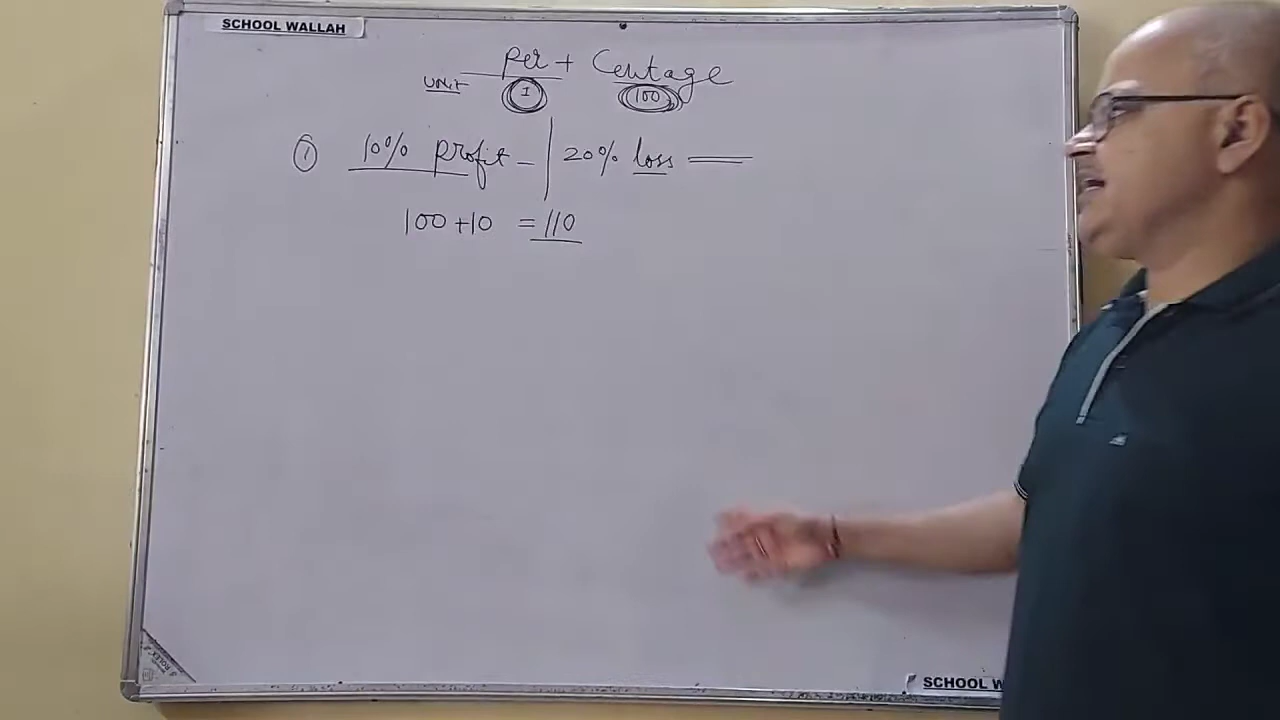 SCHOOL WALLAH
Per + Centage
UNIT 1 100
① 10% Profit - | 20% loss
100 + 10 = 110
SCHOOL W